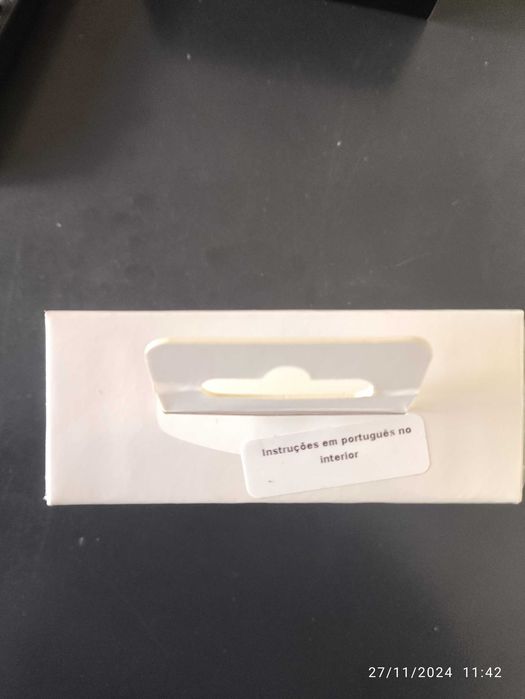 Instruções em português no
interior
27/11/2024 11:42